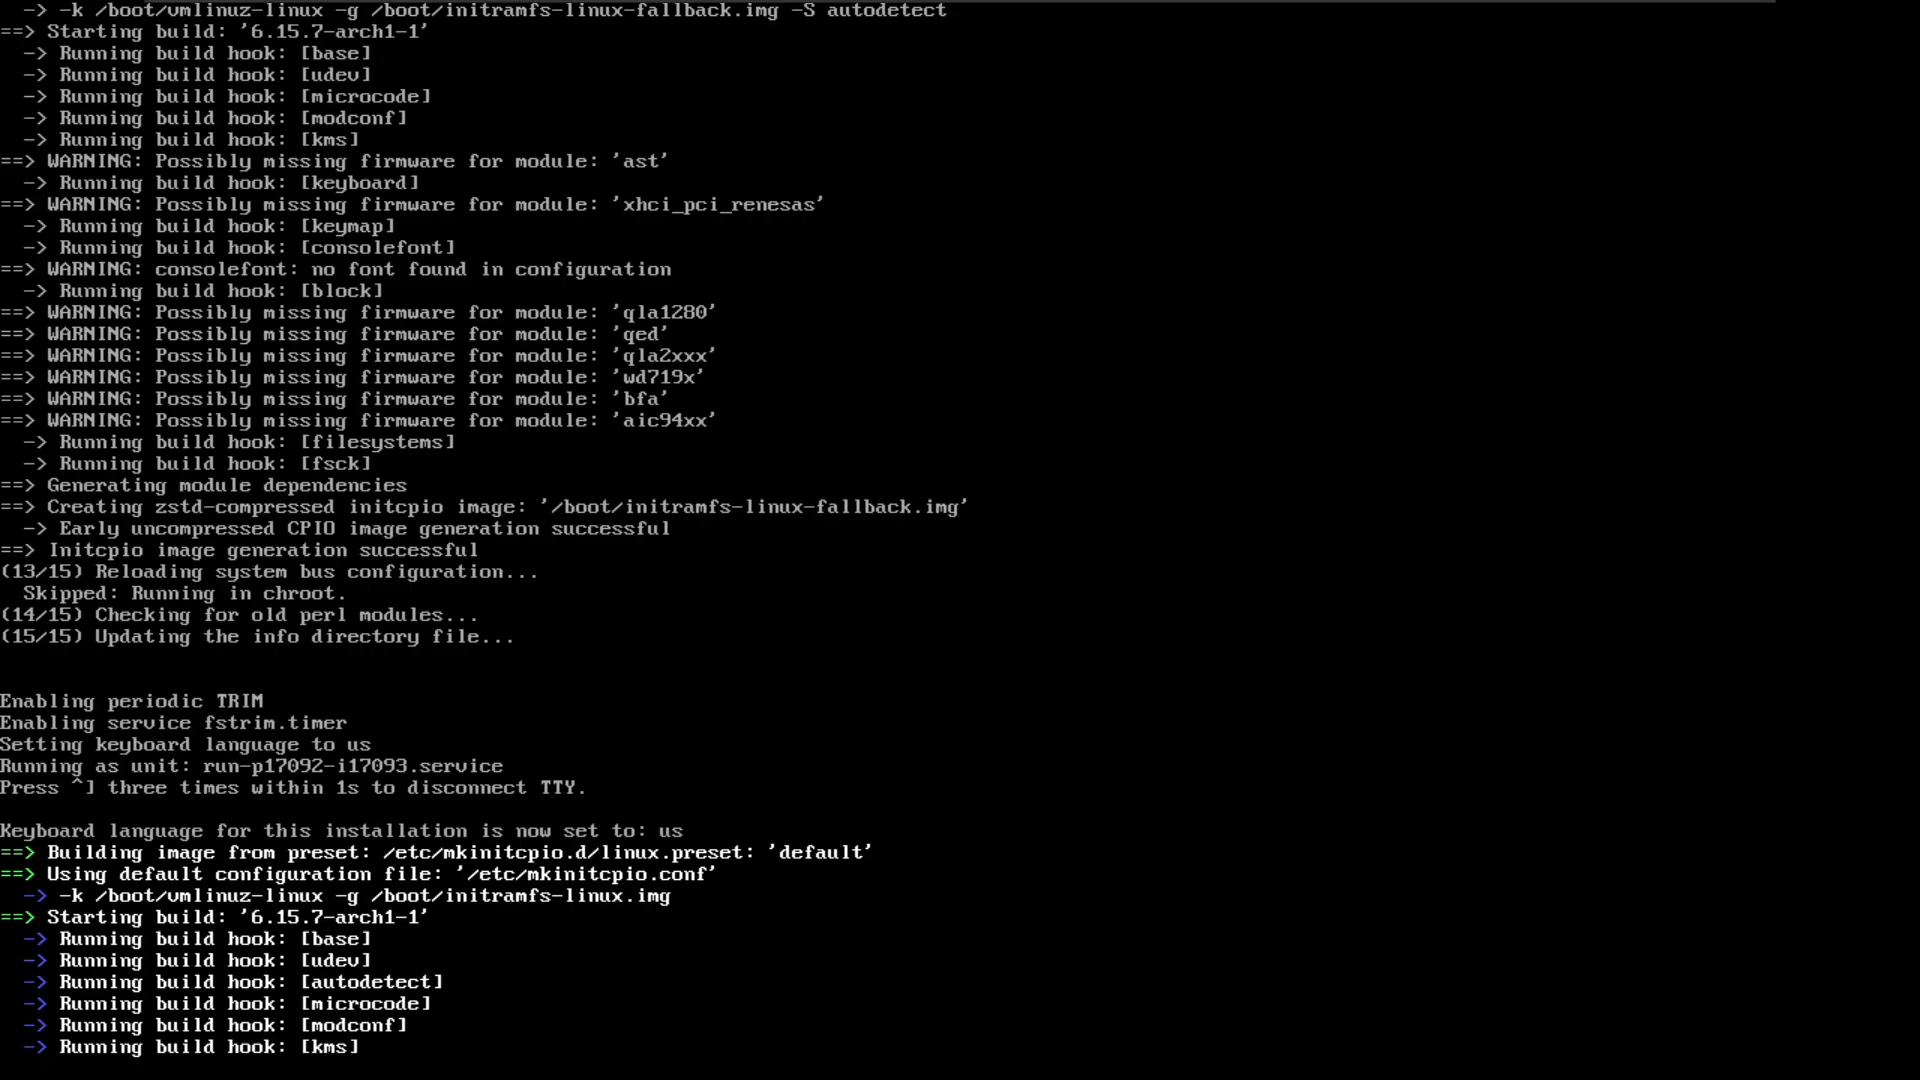 -> -k /boot/vmlinuz-linux -g /boot/initramfs-linux-fallback.img -S autodetect
==> Starting build: '6.15.7-arch1-1'
-> Running build hook: [base]
-> Running build hook: [udev]
-> Running build hook: [microcode]
-> Running build hook: [modconf]
-> Running build hook: [kms]
==> WARNING: Possibly missing firmware for module: 'ast'
-> Running build hook: [keyboard]
==> WARNING: Possibly missing firmware for module: 'xhci_pci_renesas'
-> Running build hook: [keymap]
-> Running build hook: [consolefont]
==> WARNING: consolefont: no font found in configuration
-> Running build hook: [block]
==> WARNING: Possibly missing firmware for module: 'qla1280'
==> WARNING: Possibly missing firmware for module: 'qed'
==> WARNING: Possibly missing firmware for module: 'qla2xxx'
==> WARNING: Possibly missing firmware for module: 'wd719x'
==> WARNING: Possibly missing firmware for module: 'bfa'
==> WARNING: Possibly missing firmware for module: 'aic94xx'
-> Running build hook: [filesystems]
-> Running build hook: [fsck]
==> Generating module dependencies
==> Creating zstd-compressed initcpio image: '/boot/initramfs-linux-fallback.img'
-> Early uncompressed CPIO image generation successful
==> Initcpio image generation successful
(13/15) Reloading system bus configuration...
Skipped: Running in chroot.
(14/15) Checking for old perl modules...
(15/15) Updating the info directory file...
Enabling periodic TRIM
Enabling service fstrim.timer
Setting keyboard language to us
Running as unit: run-p17092-i17093.service
Press ^] three times within 1s to disconnect TTY.
Keyboard language for this installation is now set to: us
==> Building image from preset: /etc/mkinitcpio.d/linux.preset: 'default'
==> Using default configuration file: '/etc/mkinitcpio.conf'
-> -k /boot/vmlinuz-linux -g /boot/initramfs-linux.img
==> Starting build: '6.15.7-arch1-1'
-> Running build hook: [base]
-> Running build hook: [udev]
-> Running build hook: [autodetect]
-> Running build hook: [microcode]
-> Running build hook: [modconf]
-> Running build hook: [kms]